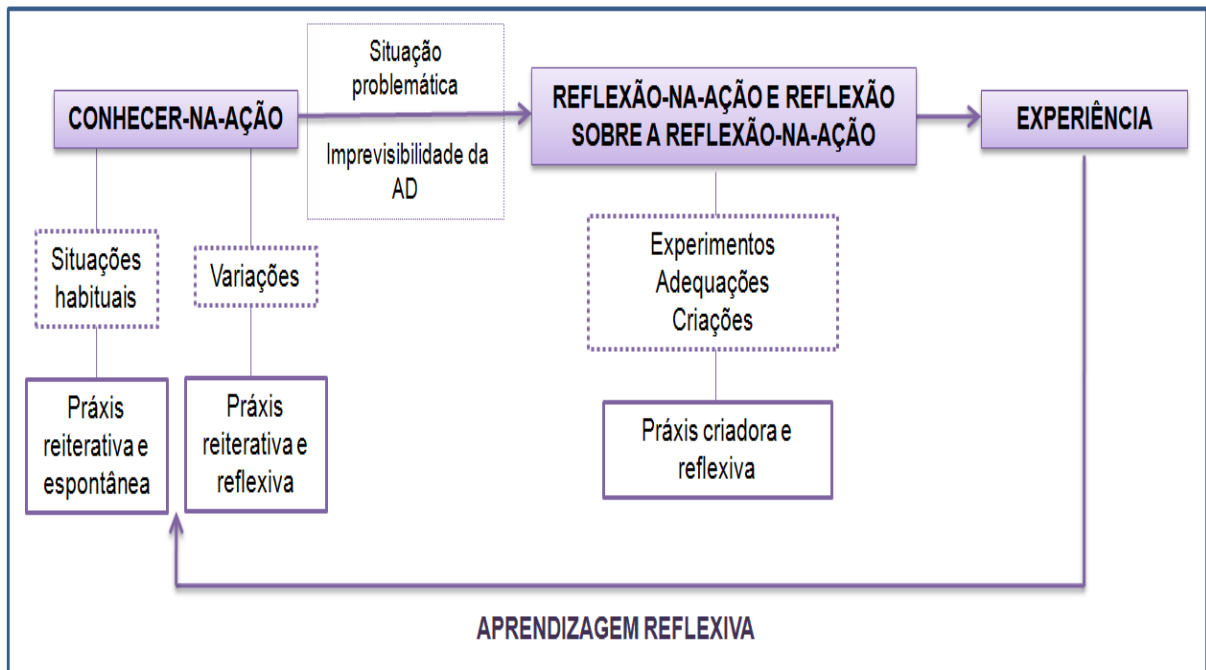 Situação
problemática
CONHECER-NA-AÇÃO
Imprevisibilidade da
AD
REFLEXÃO-NA-AÇÃO E REFLEXÃO
SOBRE A REFLEXÃO-NA-AÇÃO
EXPERIÊNCIA
Situações
habituais
Variações
Experimentos
Adequações
Criações
Práxis
reiterativa e
espontânea
Práxis
reiterativa e
reflexiva
Práxis criadora e
reflexiva
APRENDIZAGEM REFLEXIVA